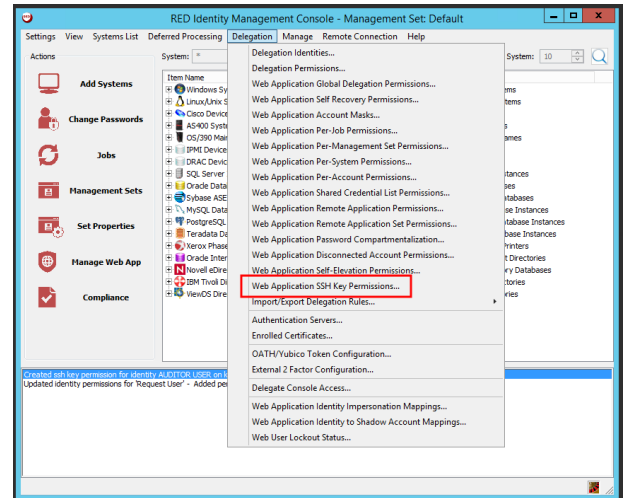 RED Identity Management Console - Management Set: Default
Settings View Systems List Deferred Processing Delegation Manage Remote Connection Help
Actions
Add Systems
Change Passwords
Jobs
Management Sets
Set Properties
Manage Web App
Compliance
System: *
System: 10
Item Name
Windows Sy
Linux/Unix S
Cisco Device
AS400 Syste
OS/390 Mai
IPMI Device
DRAC Devic
SQL Server
Oracle Data
Sybase ASE
MySQL Data
PostgreSQL
Teradata Da
Xerox Phase
Oracle Inter
Novell eDire
IBM Tivoli Di
ViewDS Dire
Delegation Identities...
Delegation Permissions...
Web Application Global Delegation Permissions...
Web Application Self Recovery Permissions...
Web Application Account Masks...
Web Application Per-Job Permissions...
Web Application Per-Management Set Permissions...
Web Application Per-System Permissions...
Web Application Per-Account Permissions...
Web Application Shared Credential List Permissions...
Web Application Remote Application Permissions...
Web Application Remote Application Set Permissions...
Web Application Password Compartmentalization...
Web Application Disconnected Account Permissions...
Web Application Self-Elevation Permissions...
Web Application SSH Key Permissions...
Import/Export Delegation Rules...
Authentication Servers...
Enrolled Certificates...
OATH/Yubico Token Configuration...
External 2 Factor Configuration...
Delegate Console Access...
Web Application Identity Impersonation Mappings...
Web Application Identity to Shadow Account Mappings...
Web User Lockout Status...
ems
tems
s
ames
tances
ses
tabases
se Instances
tabase Instances
base Instances
Printers
t Directories
ry Databases
tories
ories
Created ssh key permission for identity AUDITOR USER on k
Updated identity permissions for 'Request User' - Added per